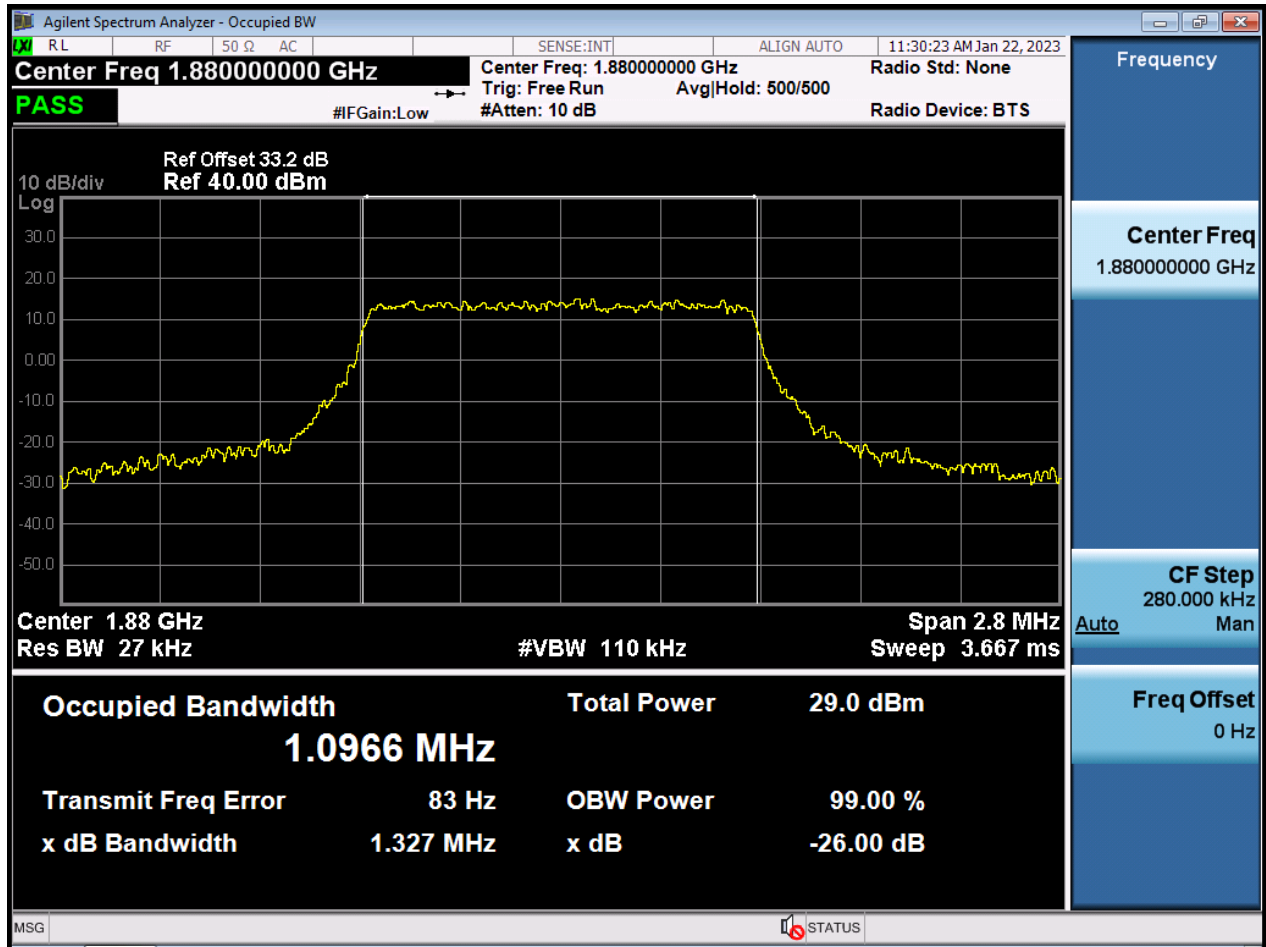 Agilent Spectrum Analyzer - Occupied BW
LXI RL RF 50 Ω AC SENSE:INT ALIGN AUTO 11:30:23 AM Jan 22, 2023
Center Freq 1.880000000 GHz
PASS
#IFGain:Low
Center Freq: 1.880000000 GHz
Trig: Free Run Avg|Hold: 500/500
#Atten: 10 dB
Radio Std: None
Radio Device: BTS
Ref Offset 33.2 dB
10 dB/div Ref 40.00 dBm
Log
30.0
20.0
10.0
0.00
-10.0
-20.0
-30.0
-40.0
-50.0
Center 1.88 GHz Span 2.8 MHz
Res BW 27 kHz #VBW 110 kHz Sweep 3.667 ms
Occupied Bandwidth Total Power 29.0 dBm
1.0966 MHz
Transmit Freq Error 83 Hz OBW Power 99.00 %
x dB Bandwidth 1.327 MHz x dB -26.00 dB
Frequency
Center Freq
1.880000000 GHz
CF Step
280.000 kHz
Auto Man
Freq Offset
0 Hz
MSG STATUS